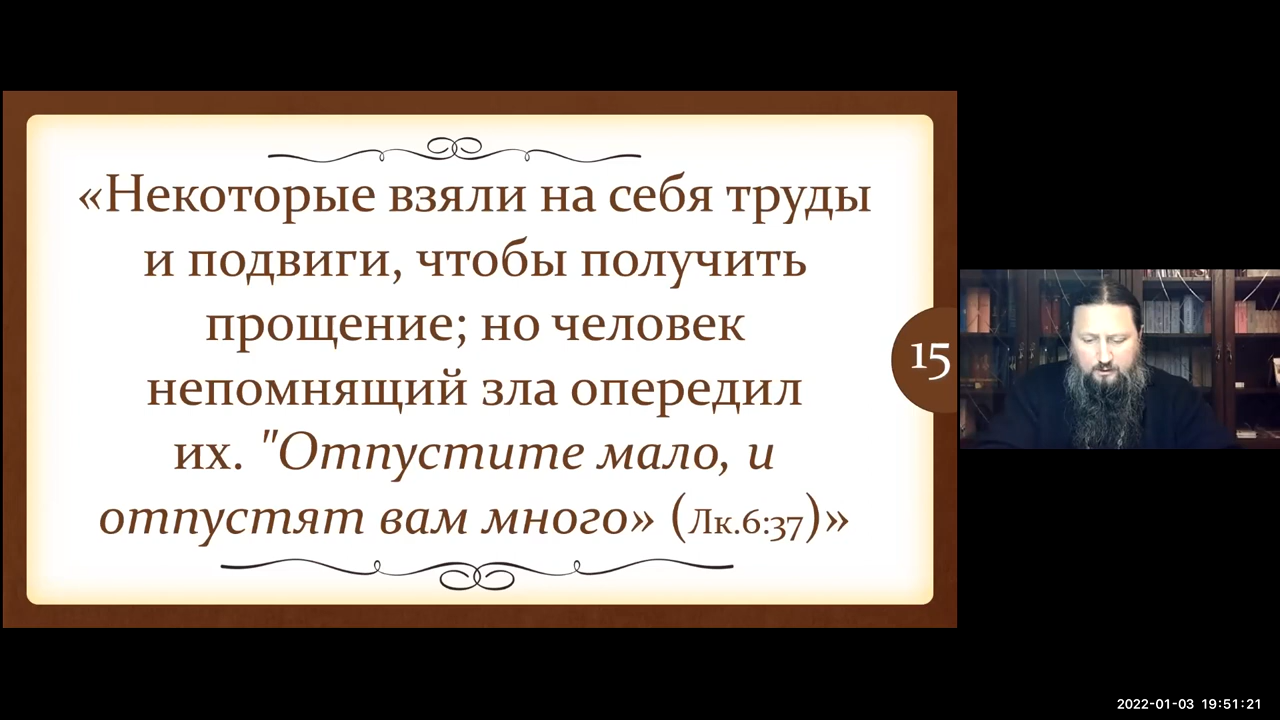 «Некоторые взяли на себя труды
и подвиги, чтобы получить
прощение; но человек
непомнящий зла опередил
их. "Отпустите мало, и
отпустят вам много» (Лк.6:37)»
15
2022-01-03 19:51:21